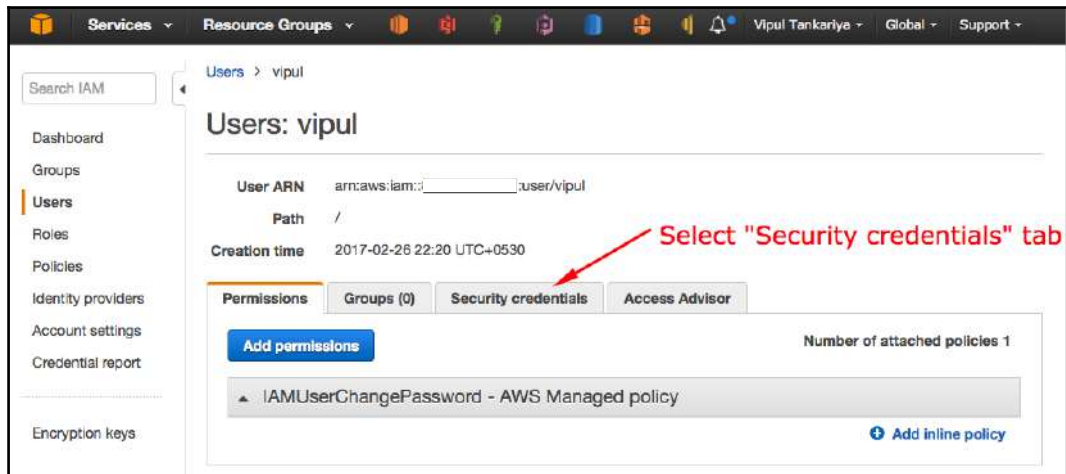 Services Resource Groups Vipul Tankariya Global Support
Search IAM
Dashboard
Groups
Users
Roles
Policies
Identity providers
Account settings
Credential report
Encryption keys
Users > vipul
Users: vipul
User ARN arn:aws:iam:: :user/vipul
Path /
Creation time 2017-02-26 22:20 UTC+0530
Select "Security credentials" tab
Permissions Groups (0) Security credentials Access Advisor
Add permissions Number of attached policies 1
IAMUserChangePassword - AWS Managed policy
Add inline policy